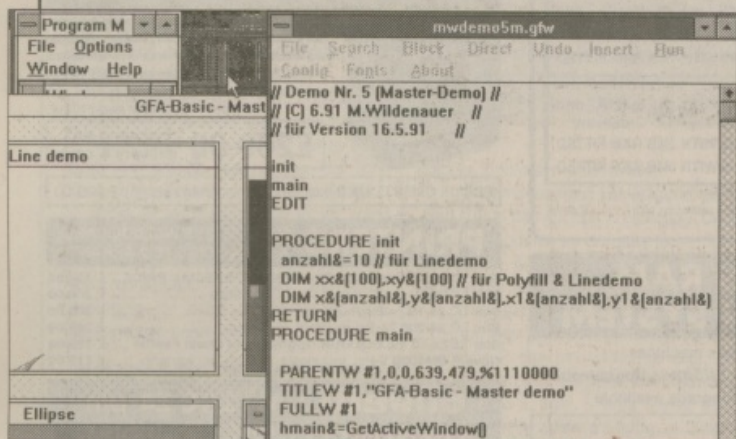 Program M
File Options
Window Help
GFA-Basic - Mast
Line demo
Ellipse
mwdemo5m.gfw
File Search Block Direct Undo Insert Run
Config Fonts About
// Demo Nr. 5 (Master-Demo) //
// (C) 6.91 M.Wildenauer //
// für Version 16.5.91 //
init
main
EDIT
PROCEDURE init
anzahl&=10 // für Linedemo
DIM xx&(100),xy&(100) // für Polyfill & Linedemo
DIM x&(anzahl&),y&(anzahl&),x1&(anzahl&),y1&(anzahl&)
RETURN
PROCEDURE main
PARENTW #1,0,0,639,479,%1110000
TITLEW #1,"GFA-Basic - Master demo"
FULLW #1
hmain&=GetActiveWindow()